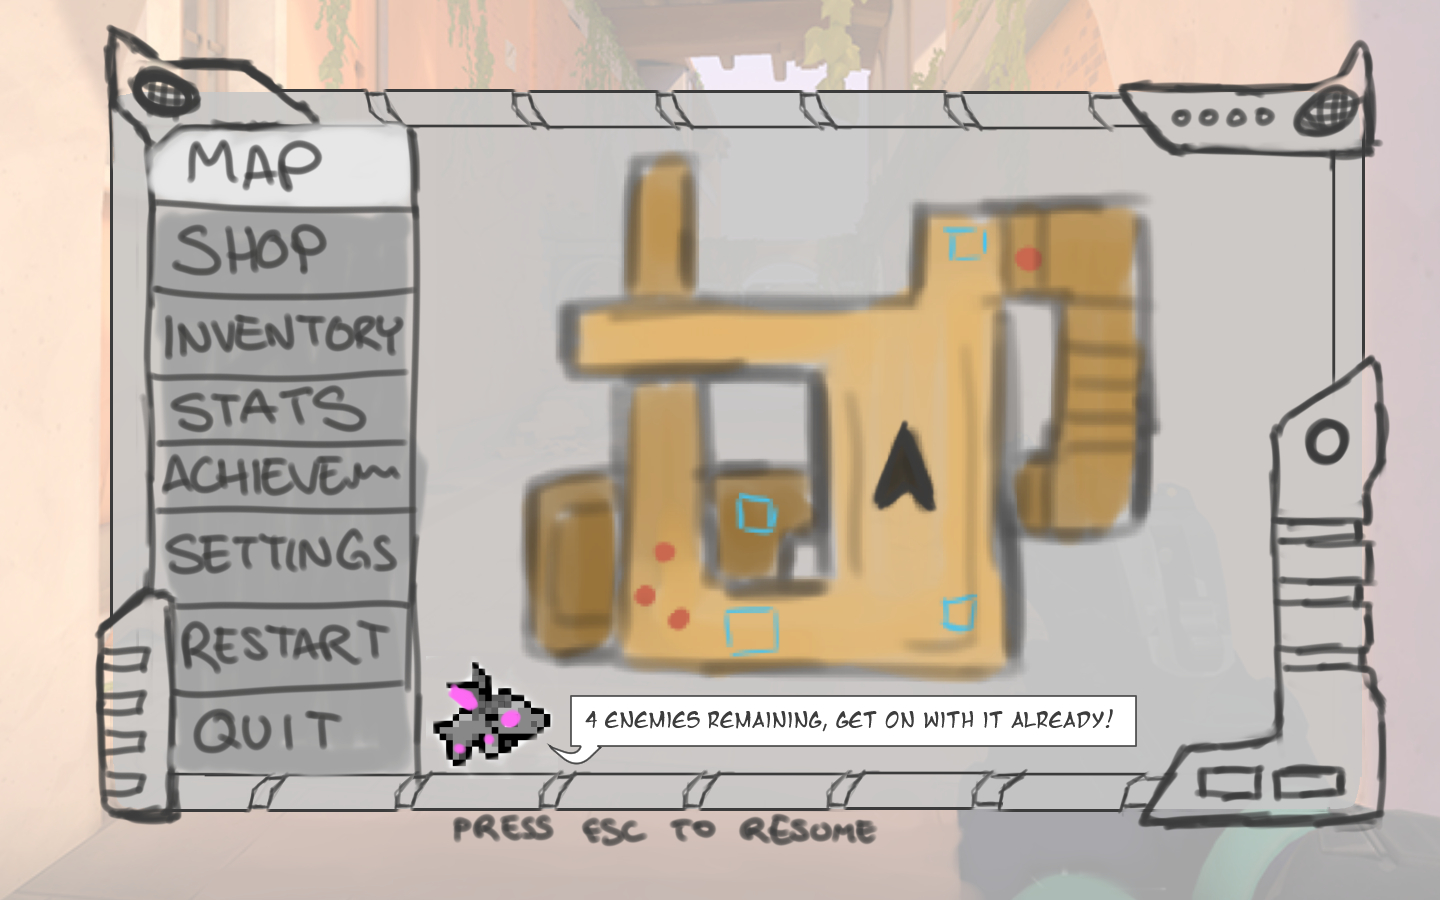 MAP
SHOP
INVENTORY
STATS
ACHIEVEM
SETTINGS
RESTART
QUIT
4 ENEMIES REMAINING, GET ON WITH IT ALREADY!
PRESS ESC TO RESUME